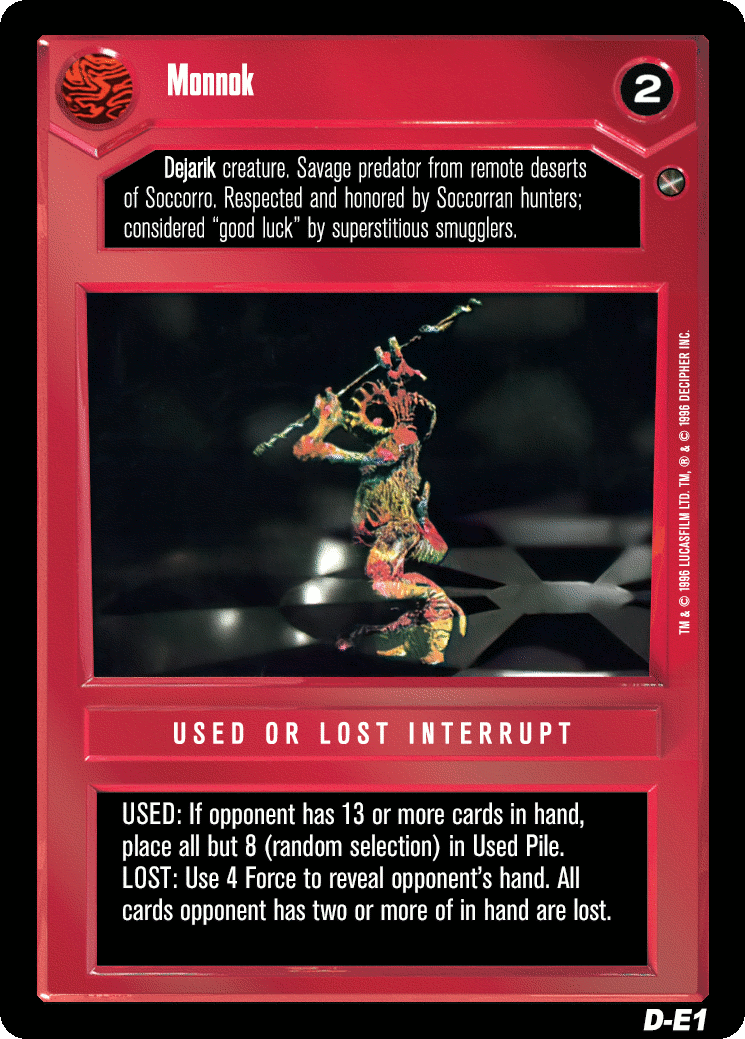 Monnok
2
Dejarik creature. Savage predator from remote deserts
of Soccorro. Respected and honored by Soccorran hunters;
considered “good luck” by superstitious smugglers.
TM & © 1996 LUCASFILM LTD. TM, ® & © 1996 DECIPHER INC.
USED OR LOST INTERRUPT
USED: If opponent has 13 or more cards in hand,
place all but 8 (random selection) in Used Pile.
LOST: Use 4 Force to reveal opponent’s hand. All
cards opponent has two or more of in hand are lost.
D-E1